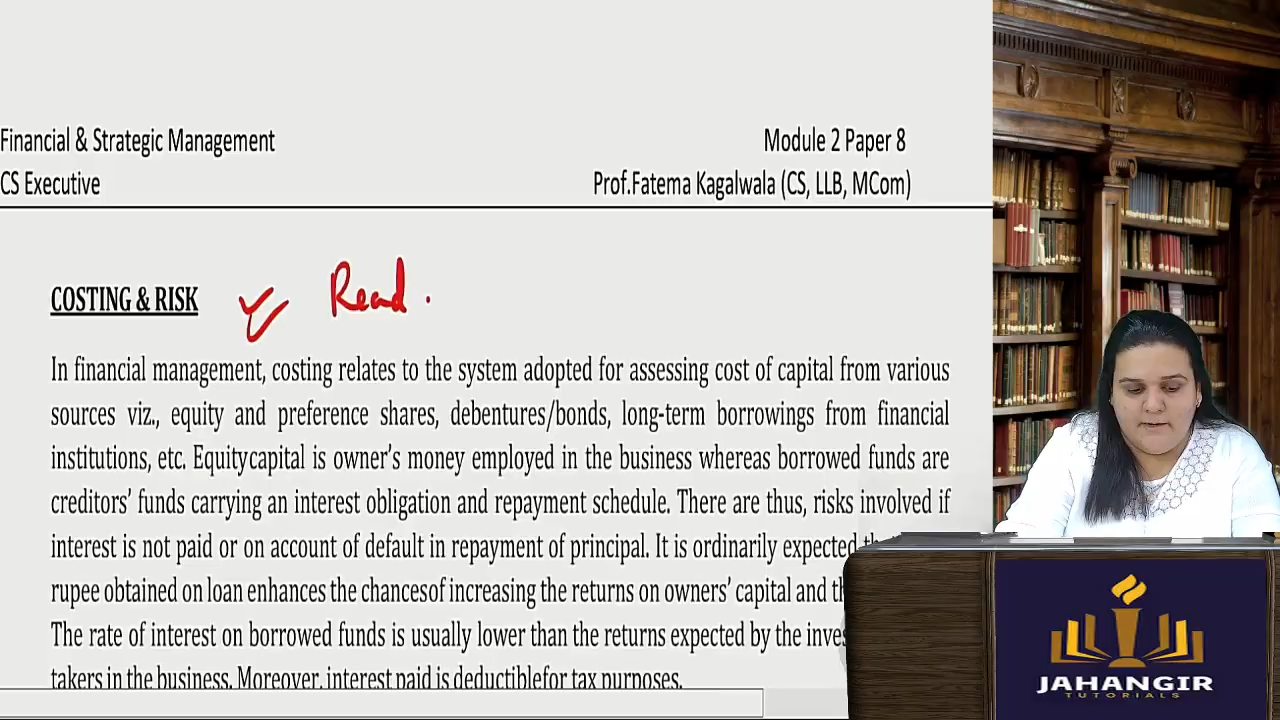 Financial & Strategic Management
Module 2 Paper 8
CS Executive
Prof.Fatema Kagalwala (CS, LLB, MCom)
COSTING & RISK
Read .
In financial management, costing relates to the system adopted for assessing cost of capital from various
sources viz., equity and preference shares, debentures/bonds, long-term borrowings from financial
institutions, etc. Equitycapital is owner's money employed in the business whereas borrowed funds are
creditors' funds carrying an interest obligation and repayment schedule. There are thus, risks involved if
interest is not paid or on account of default in repayment of principal. It is ordinarily expected
rupee obtained on loan enhances the chancesof increasing the returns on owners' capital and
The rate of interest on borrowed funds is usually lower than the returns expected by the
takers in the business. Moreover, interest paid is deductiblefor tax purposes.
JAHANGIR
TUTORIALS